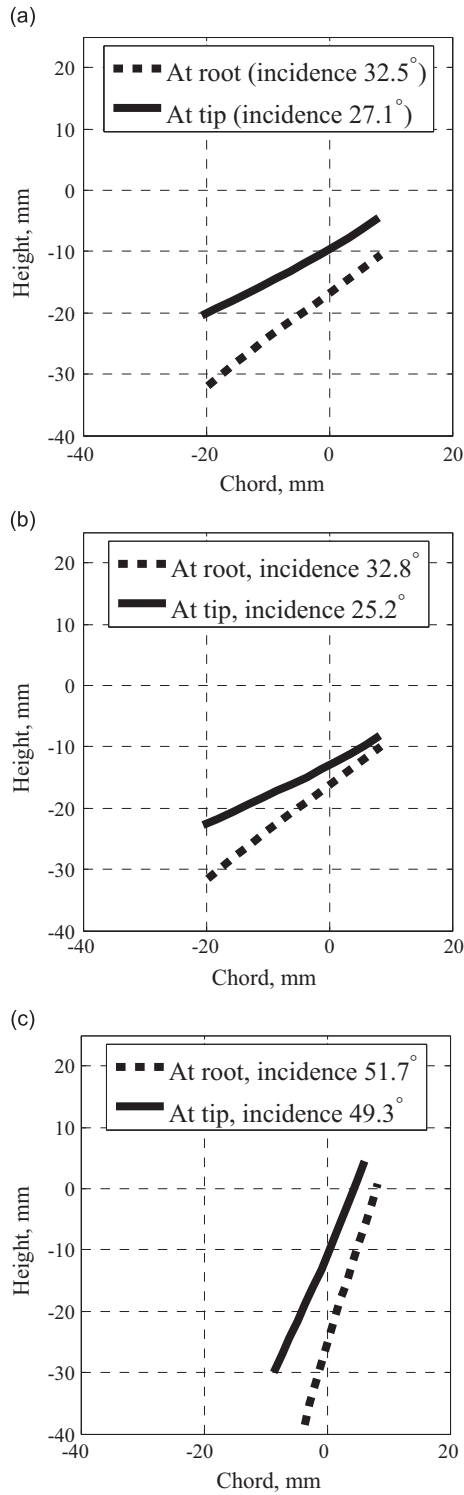 (a)
At root (incidence 32.5°)
At tip (incidence 27.1°)
20
10
0
-10
-20
-30
-40
Height, mm
-40
-20
0
20
Chord, mm
(b)
At root, incidence 32.8°
At tip, incidence 25.2°
20
10
0
-10
-20
-30
-40
Height, mm
-40
-20
0
20
Chord, mm
(c)
At root, incidence 51.7°
At tip, incidence 49.3°
20
10
0
-10
-20
-30
-40
Height, mm
-40
-20
0
20
Chord, mm